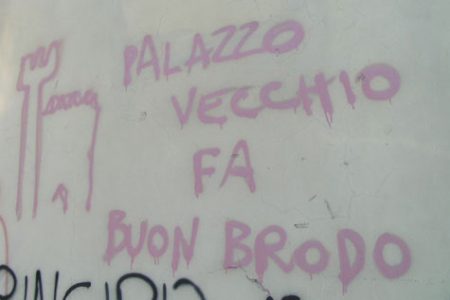 PALAZZO
VECCHIO
FA
BUON BRODO